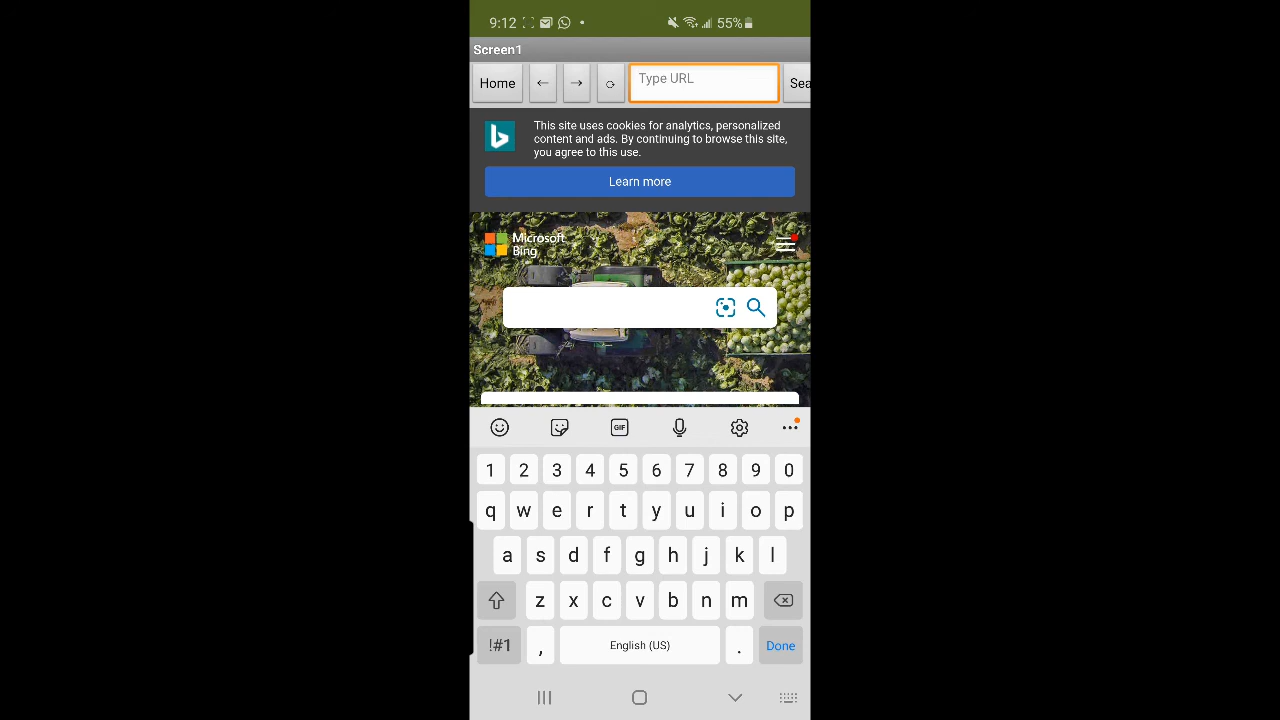 9:12 55%
Screen1
Home ← → Type URL Sea
This site uses cookies for analytics, personalized
content and ads. By continuing to browse this site,
you agree to this use.
Learn more
Microsoft
Bing
GIF
1 2 3 4 5 6 7 8 9 0
q w e r t y u i o p
a s d f g h j k l
z x c v b n m
!#1 , English (US) . Done